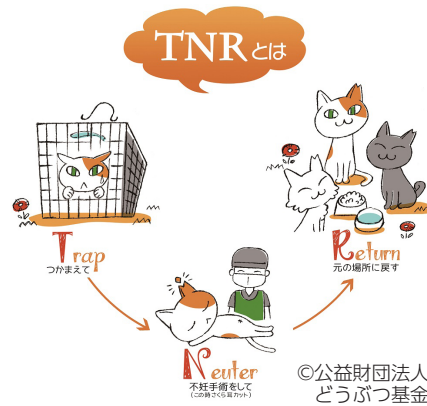 TNRとは
Trap
つかまえて
Neuter
不妊手術をして
(この時さくら耳カット)
Return
元の場所に戻す
©公益財団法人
どうぶつ基金